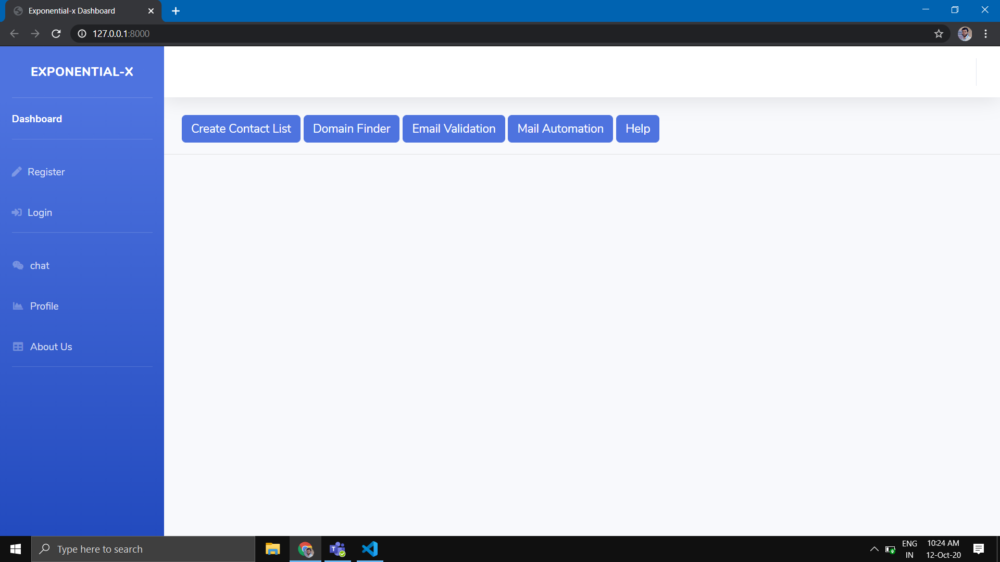 Exponential-x Dashboard
127.0.0.1:8000
EXPONENTIAL-X
Dashboard
Register
Login
chat
Profile
About Us
Create Contact List Domain Finder Email Validation Mail Automation Help
Type here to search
ENG
IN
10:24 AM
12-Oct-20